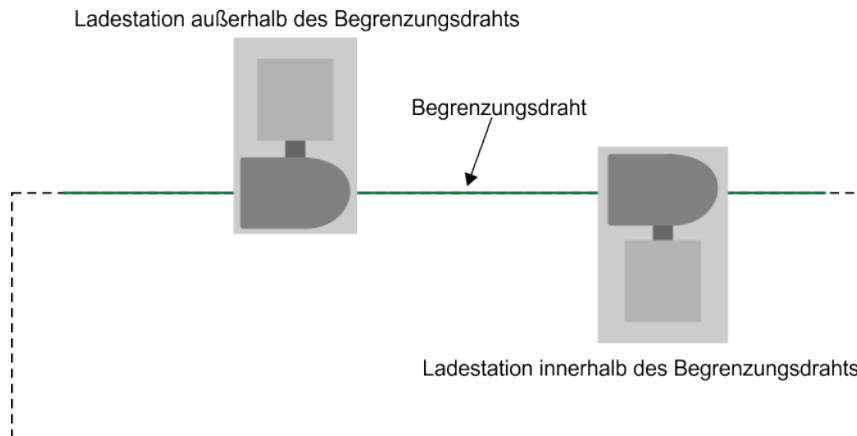 Ladestation außerhalb des Begrenzungsdrahts
Begrenzungsdraht
Ladestation innerhalb des Begrenzungsdrahts